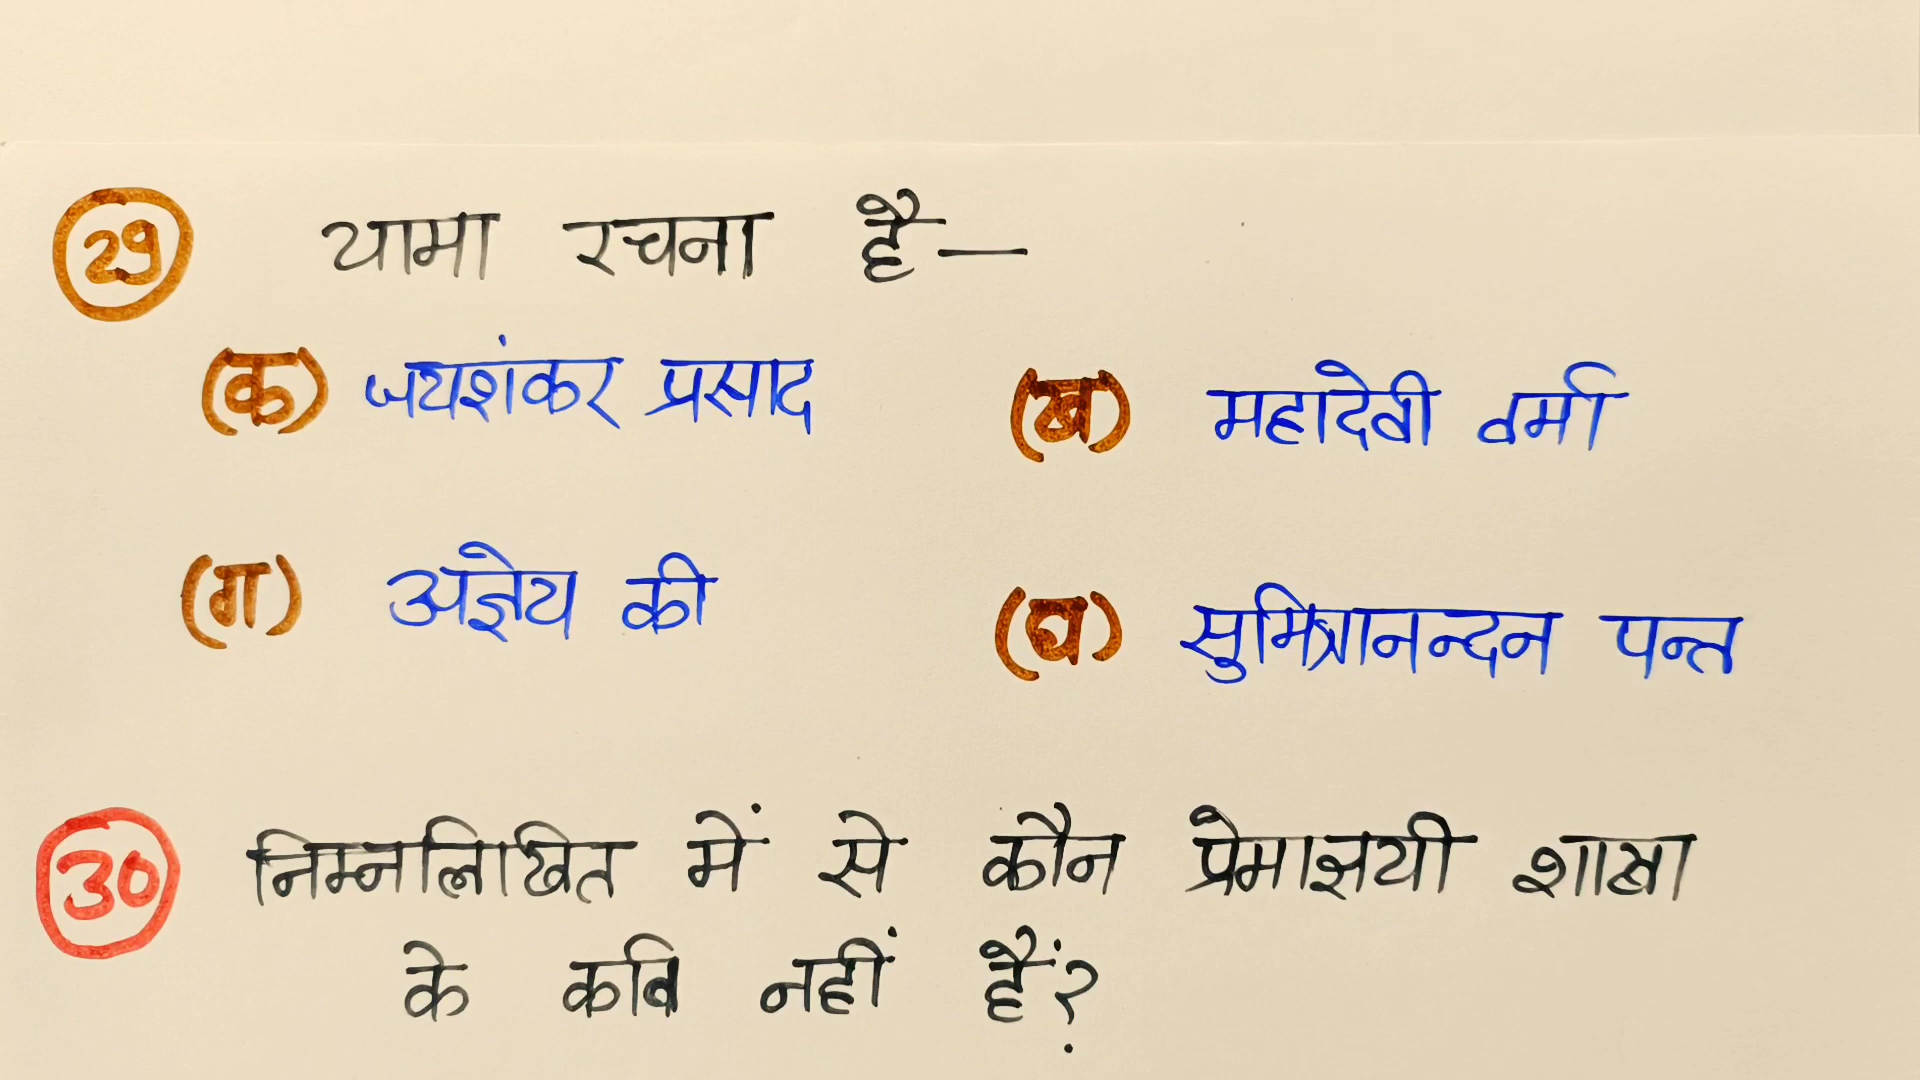 29 यामा रचना है—
(क) जयशंकर प्रसाद (ख) महादेवी वर्मा
(ग) अज्ञेय की (घ) सुमित्रानन्दन पन्त
30 निम्नलिखित में से कौन प्रेमाश्रयी शाखा
के कवि नहीं हैं?